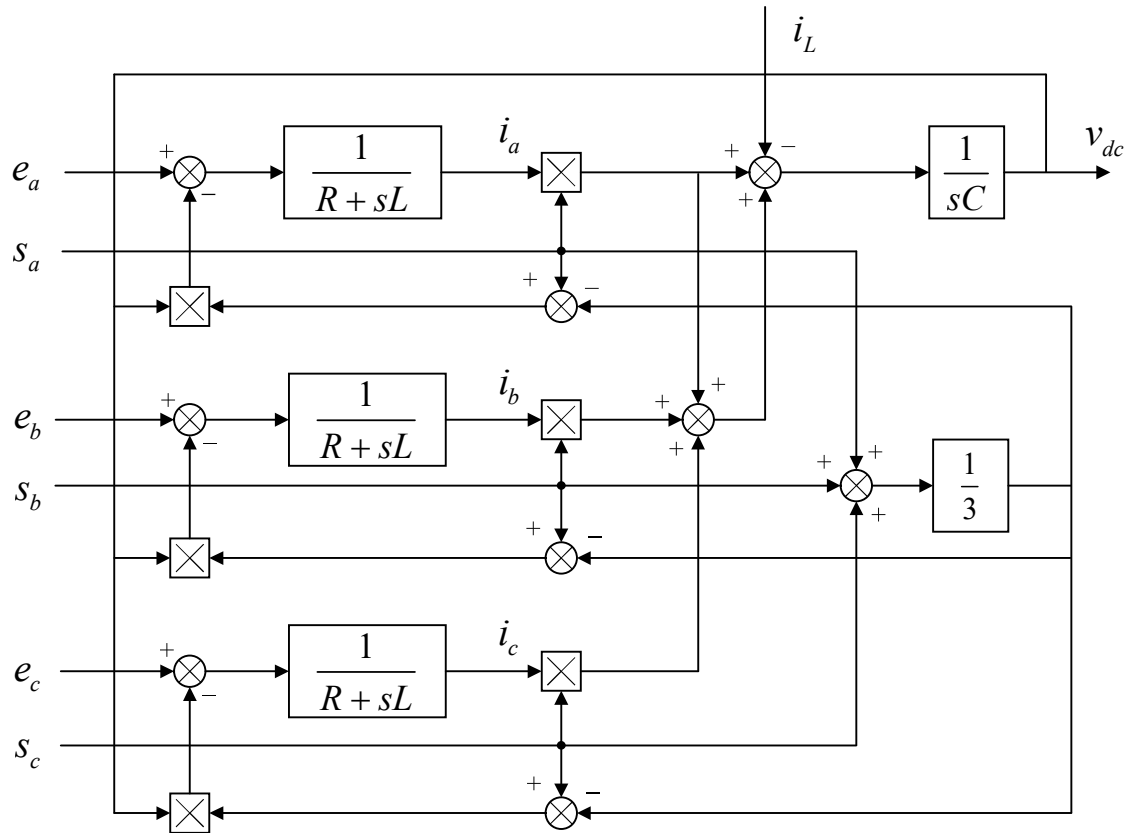 i_L
+ −
e_a
+ −
1
R + sL
i_a
+ +
1
sC
v_dc
s_a
+ −
e_b
+ −
1
R + sL
i_b
+ + +
s_b
+ −
+ + +
1
3
e_c
+ −
1
R + sL
i_c
s_c
+ −